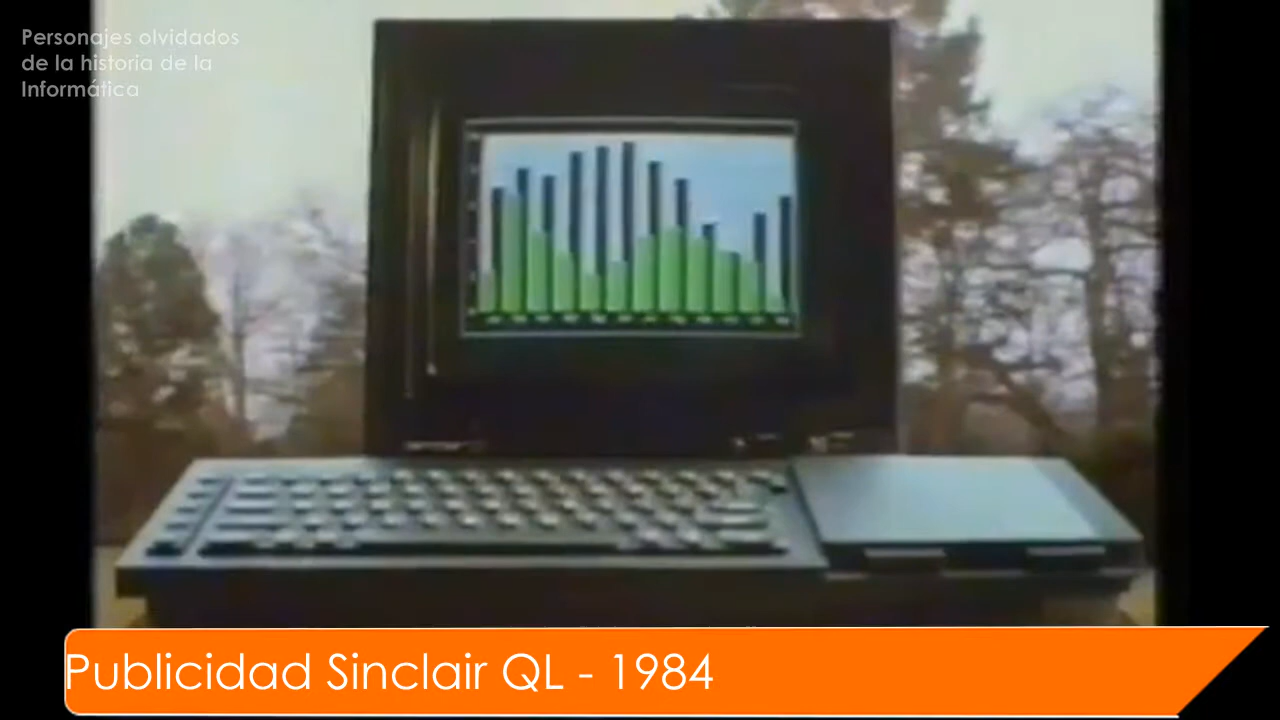 Personajes olvidados
de la historia de la
Informática
Publicidad Sinclair QL - 1984